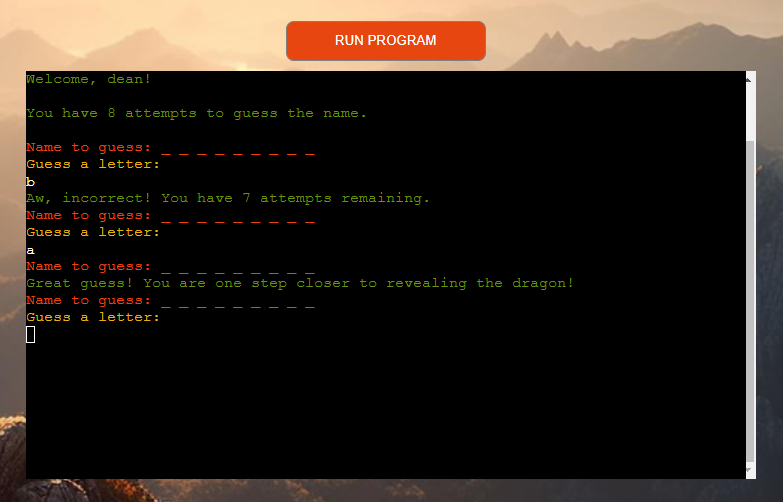 RUN PROGRAM
Welcome, dean!
You have 8 attempts to guess the name.
Name to guess: _ _ _ _ _ _ _ _ _
Guess a letter:
b
Aw, incorrect! You have 7 attempts remaining.
Name to guess: _ _ _ _ _ _ _ _ _
Guess a letter:
a
Name to guess: _ _ _ _ _ _ _ _ _
Great guess! You are one step closer to revealing the dragon!
Name to guess: _ _ _ _ _ _ _ _ _
Guess a letter: